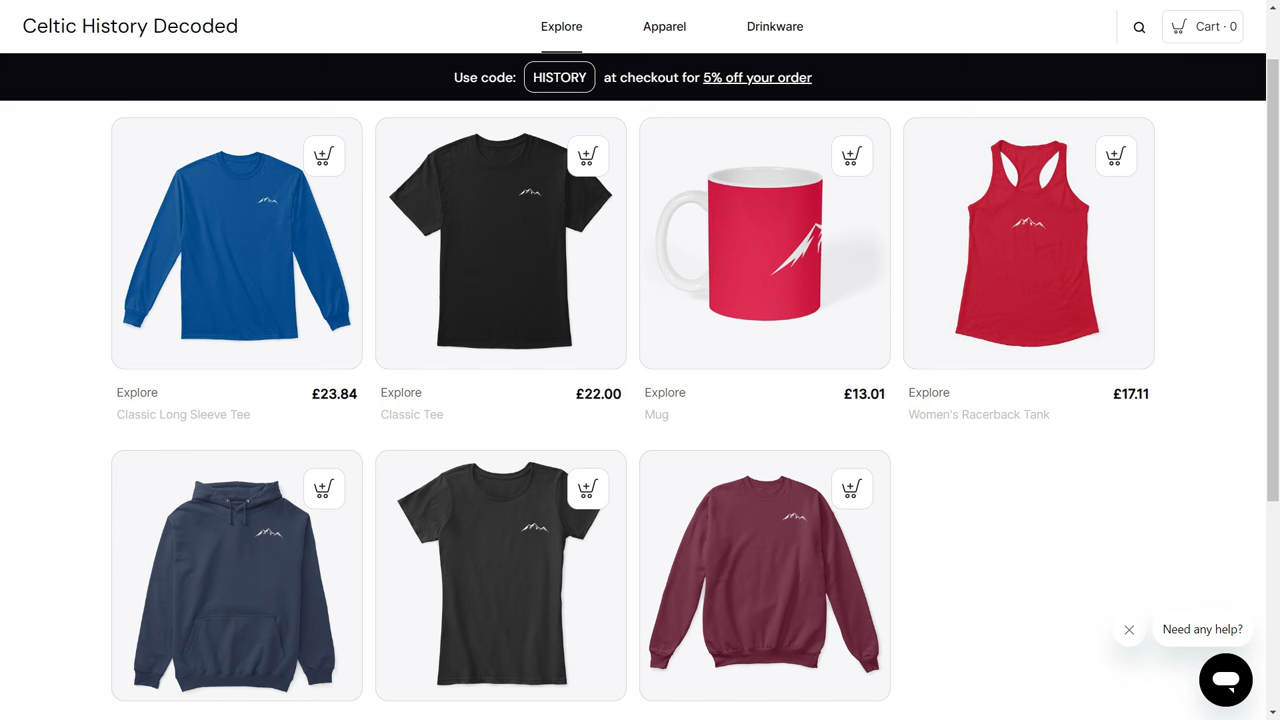 Celtic History Decoded
Explore
Apparel
Drinkware
Cart · 0
Use code: HISTORY at checkout for 5% off your order
Explore £23.84
Classic Long Sleeve Tee
Explore £22.00
Classic Tee
Explore £13.01
Mug
Explore £17.11
Women's Racerback Tank
Need any help?